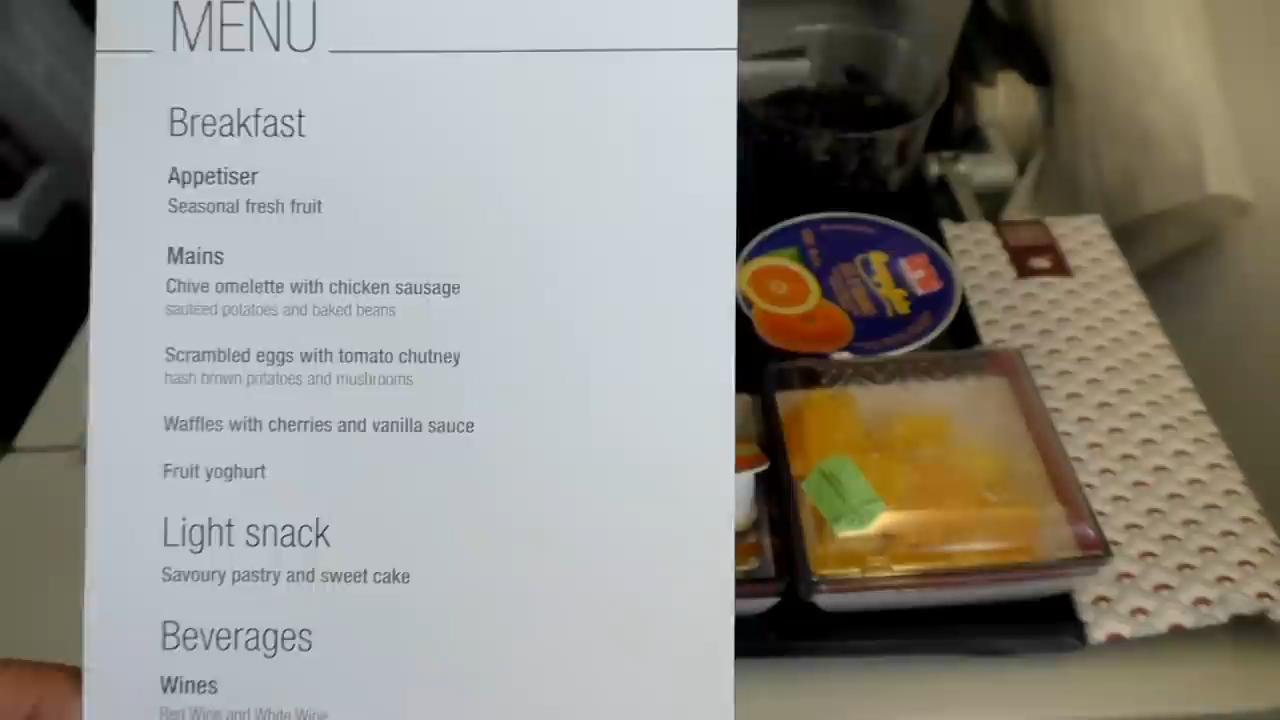 MENU
Breakfast
Appetiser
Seasonal fresh fruit
Mains
Chive omelette with chicken sausage
sautéed potatoes and baked beans
Scrambled eggs with tomato chutney
hash brown potatoes and mushrooms
Waffles with cherries and vanilla sauce
Fruit yoghurt
Light snack
Savoury pastry and sweet cake
Beverages
Wines
Red Wine and White Wine